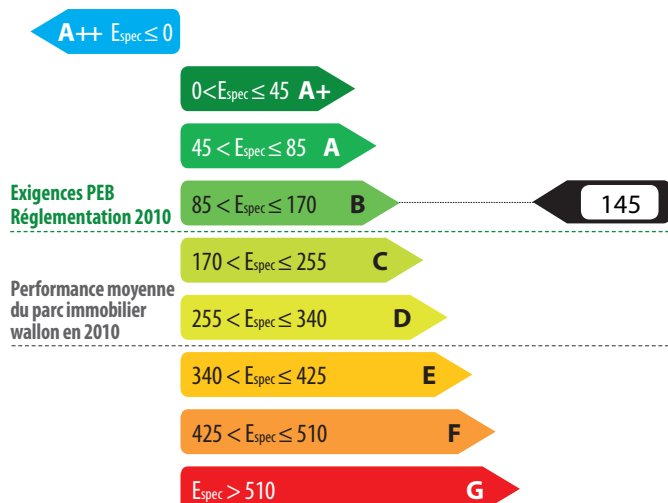 A++ Espec ≤ 0
0<Espec ≤ 45 A+
45 < Espec ≤ 85 A
Exigences PEB
Réglementation 2010
85 < Espec ≤ 170 B
145
170 < Espec ≤ 255 C
Performance moyenne
du parc immobilier
wallon en 2010
255 < Espec ≤ 340 D
340 < Espec ≤ 425 E
425 < Espec ≤ 510 F
Espec > 510 G